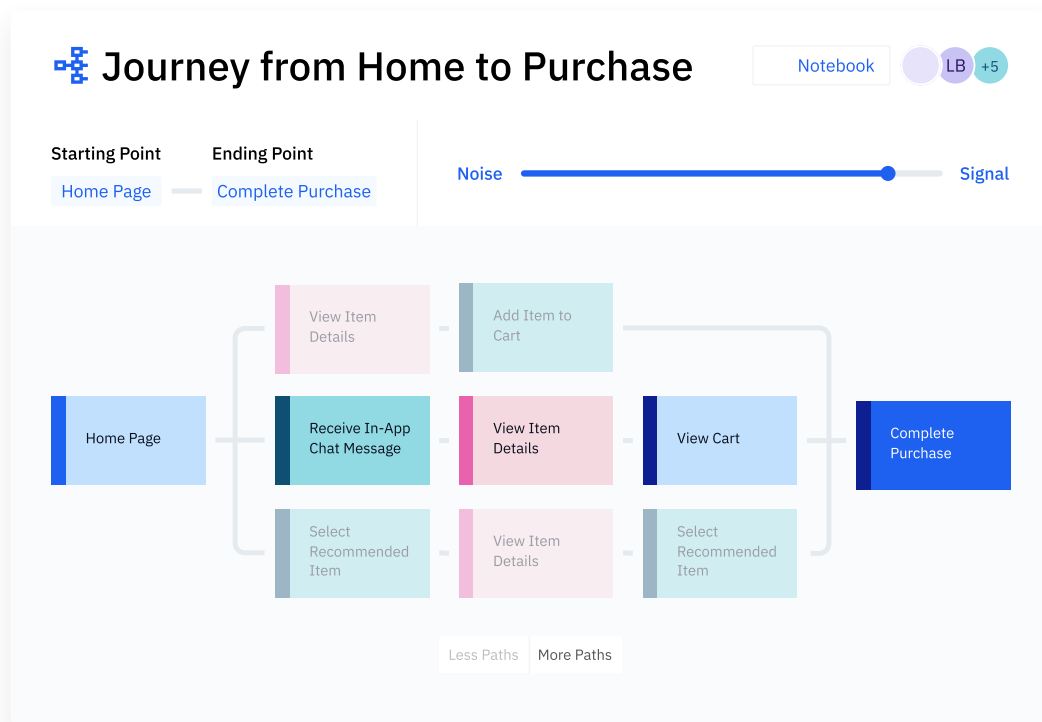 Journey from Home to Purchase
Notebook
LB
+5
Starting Point
Ending Point
Home Page
Complete Purchase
Noise
Signal
View Item
Details
Add Item to
Cart
Home Page
Receive In-App
Chat Message
View Item
Details
View Cart
Complete
Purchase
Select
Recommended
Item
View Item
Details
Select
Recommended
Item
Less Paths
More Paths